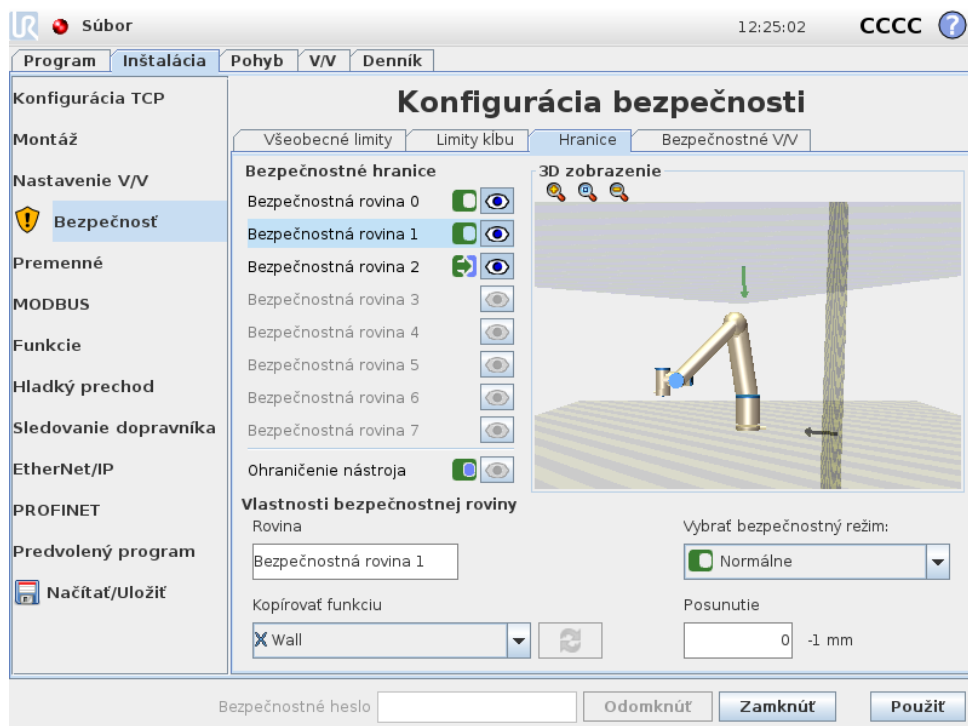 UR Súbor 12:25:02 CCCC ?
Program Inštalácia Pohyb V/V Denník
Konfigurácia TCP
Montáž
Nastavenie V/V
Bezpečnosť
Premenné
MODBUS
Funkcie
Hladký prechod
Sledovanie dopravníka
EtherNet/IP
PROFINET
Predvolený program
Načítať/Uložiť
Konfigurácia bezpečnosti
Všeobecné limity Limity kĺbu Hranice Bezpečnostné V/V
Bezpečnostné hranice
Bezpečnostná rovina 0
Bezpečnostná rovina 1
Bezpečnostná rovina 2
Bezpečnostná rovina 3
Bezpečnostná rovina 4
Bezpečnostná rovina 5
Bezpečnostná rovina 6
Bezpečnostná rovina 7
Ohraničenie nástroja
3D zobrazenie
Vlastnosti bezpečnostnej roviny
Rovina
Bezpečnostná rovina 1
Vybrať bezpečnostný režim:
Normálne
Kopírovať funkciu
Wall
Posunutie
0 -1 mm
Bezpečnostné heslo Odomknúť Zamknúť Použiť